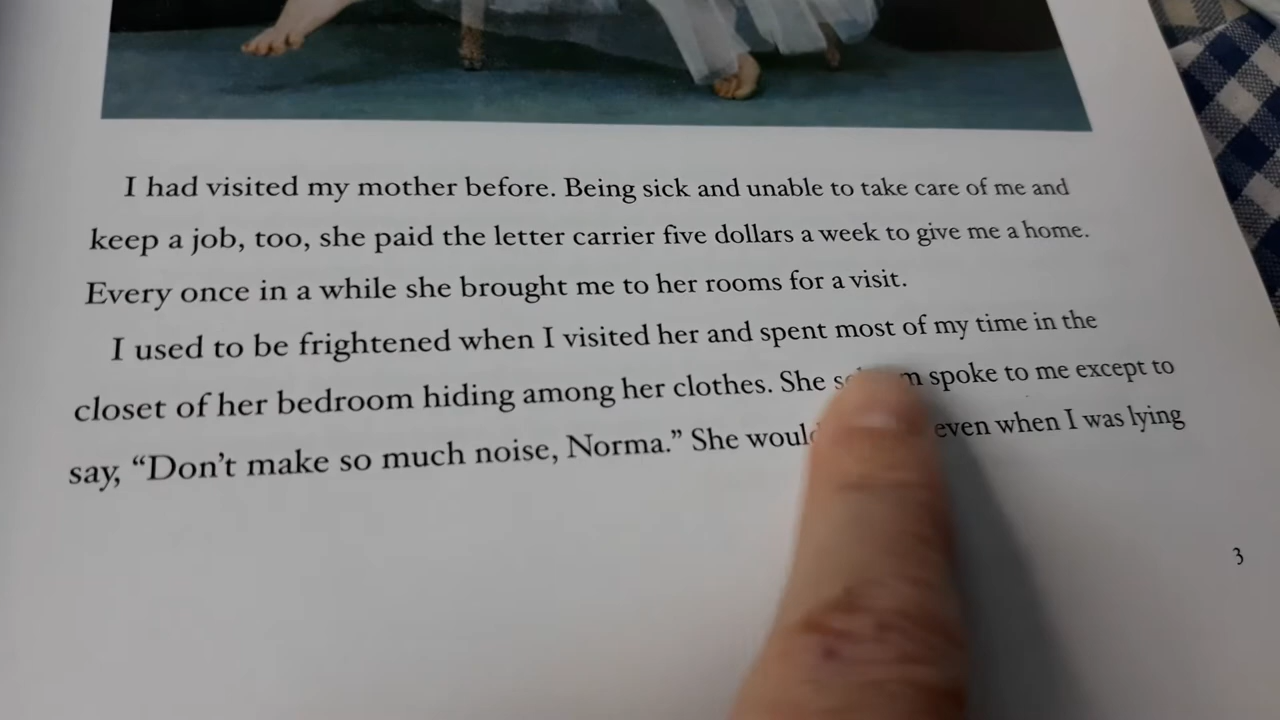 I had visited my mother before. Being sick and unable to take care of me and
keep a job, too, she paid the letter carrier five dollars a week to give me a home.
Every once in a while she brought me to her rooms for a visit.
I used to be frightened when I visited her and spent most of my time in the
closet of her bedroom hiding among her clothes. She spoke to me except to
say, “Don’t make so much noise, Norma.” She even when I was lying
3